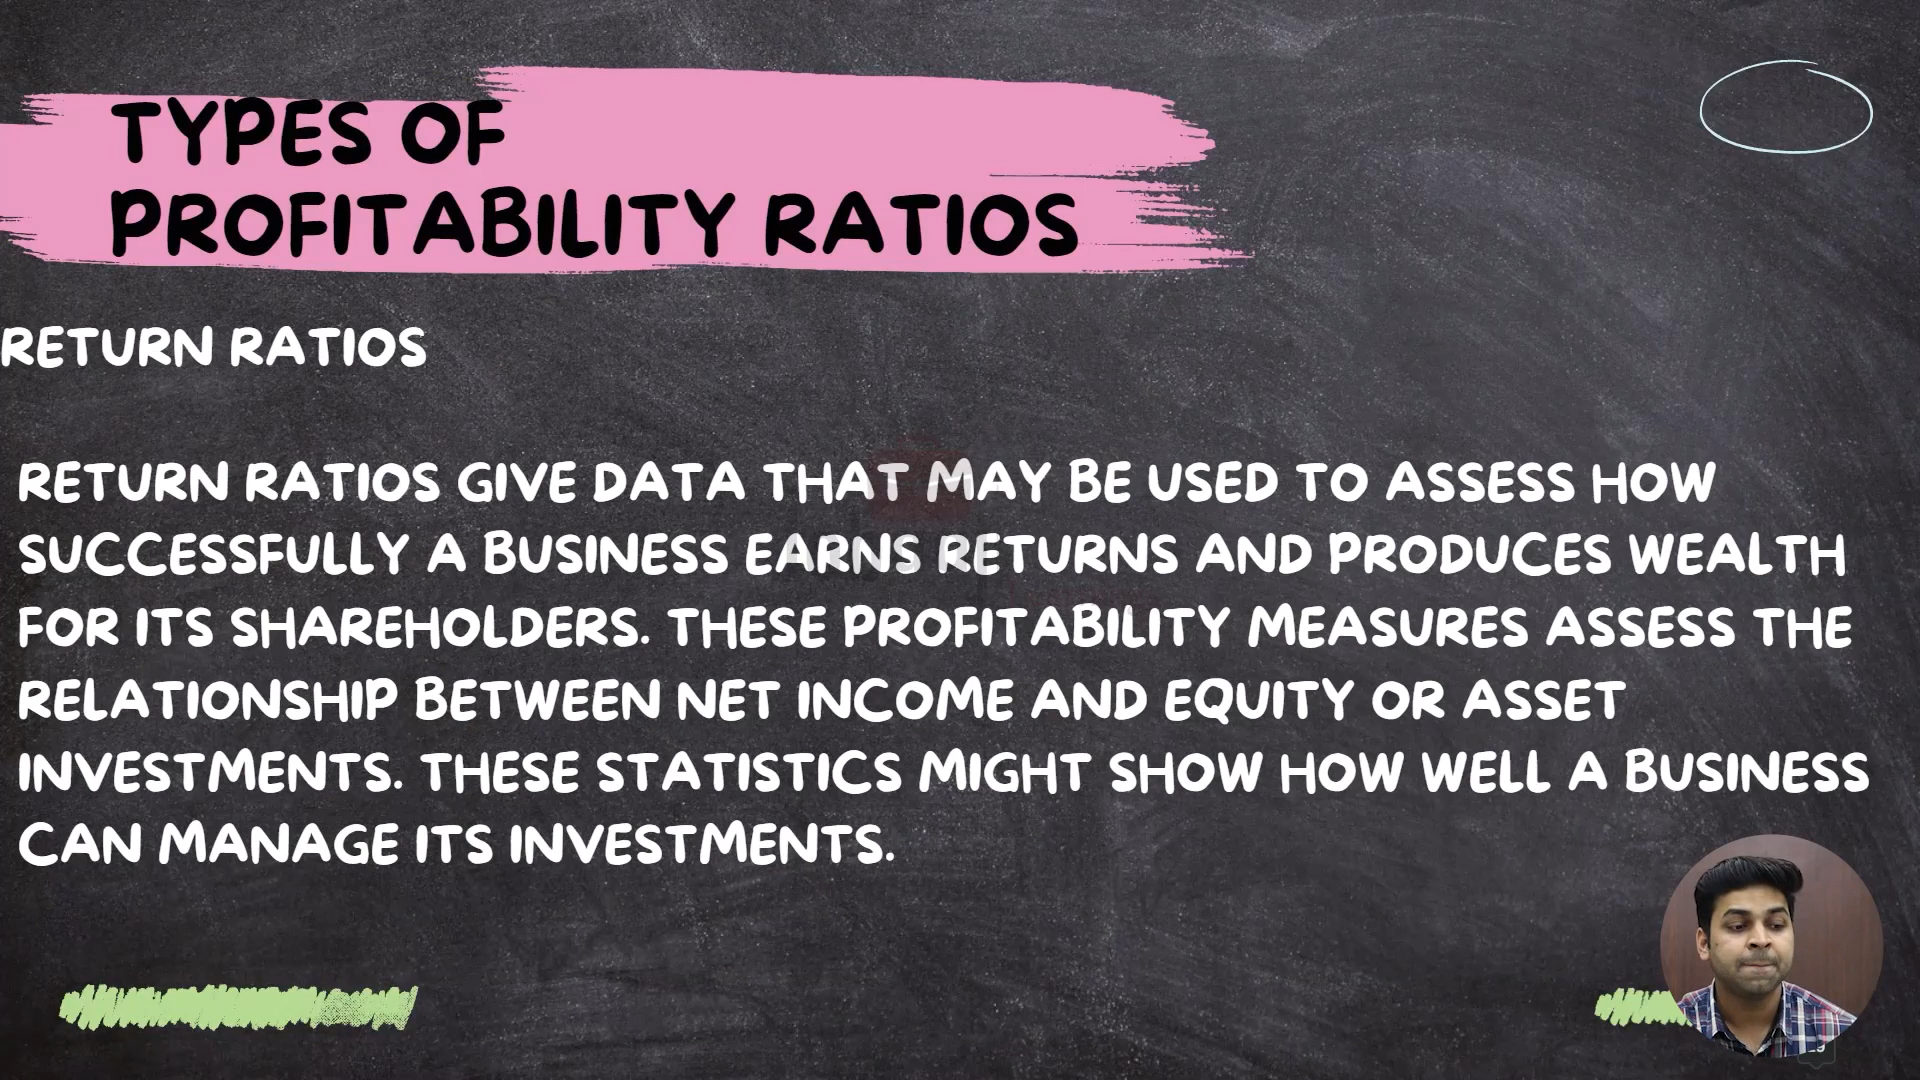 TYPES OF
PROFITABILITY RATIOS
RETURN RATIOS
RETURN RATIOS GIVE DATA THAT MAY BE USED TO ASSESS HOW
SUCCESSFULLY A BUSINESS EARNS RETURNS AND PRODUCES WEALTH
FOR ITS SHAREHOLDERS. THESE PROFITABILITY MEASURES ASSESS THE
RELATIONSHIP BETWEEN NET INCOME AND EQUITY OR ASSET
INVESTMENTS. THESE STATISTICS MIGHT SHOW HOW WELL A BUSINESS
CAN MANAGE ITS INVESTMENTS.